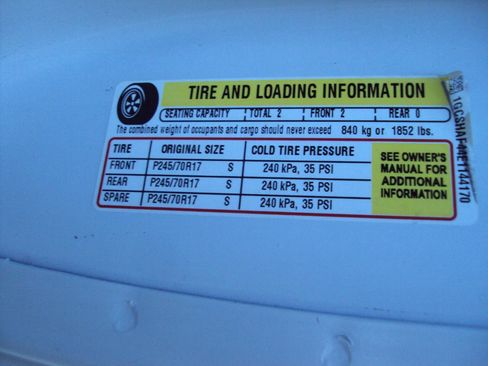 TIRE AND LOADING INFORMATION
SEATING CAPACITY TOTAL 2 FRONT 2 REAR 0
The combined weight of occupants and cargo should never exceed 840 kg or 1852 lbs.
TIRE ORIGINAL SIZE COLD TIRE PRESSURE
FRONT P245/70R17 S 240 kPa, 35 PSI
REAR P245/70R17 S 240 kPa, 35 PSI
SPARE P245/70R17 S 240 kPa, 35 PSI
SEE OWNER'S
MANUAL FOR
ADDITIONAL
INFORMATION